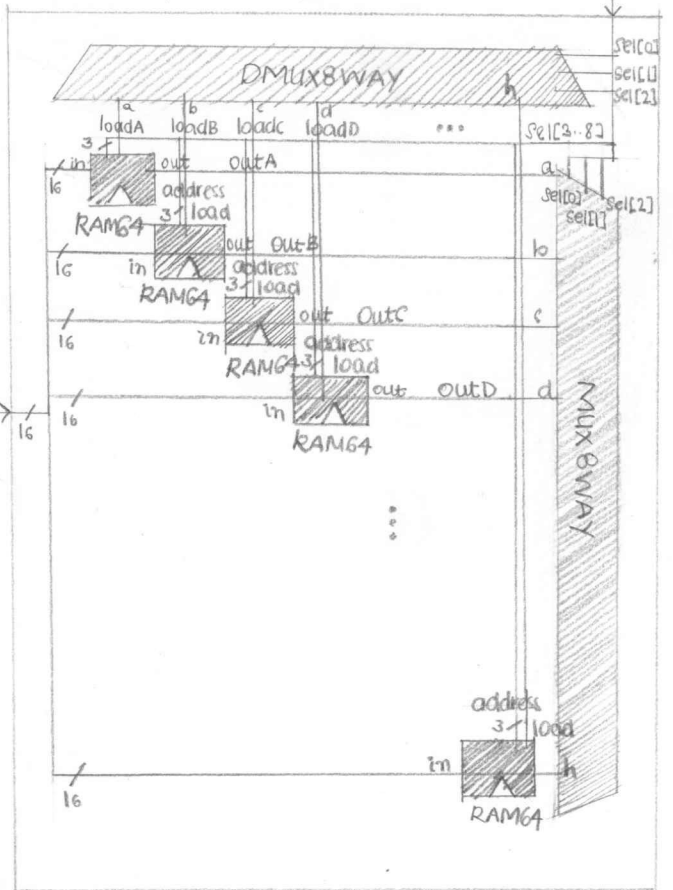 DMUX8WAY
sel[0]
sel[1]
sel[2]
a b c d h
loadA loadB loadC loadD ... sel[3..8]
3
in out outA a
16
address
3 load
sel[0]
sel[1]
sel[2]
RAM64
out OutB b
16 in
address
3 load
RAM64
out OutC c
16 in
address
3 load
RAM64
out OutD d
16 16 in
RAM64
MUX8WAY
address
3 load
in h
16
RAM64